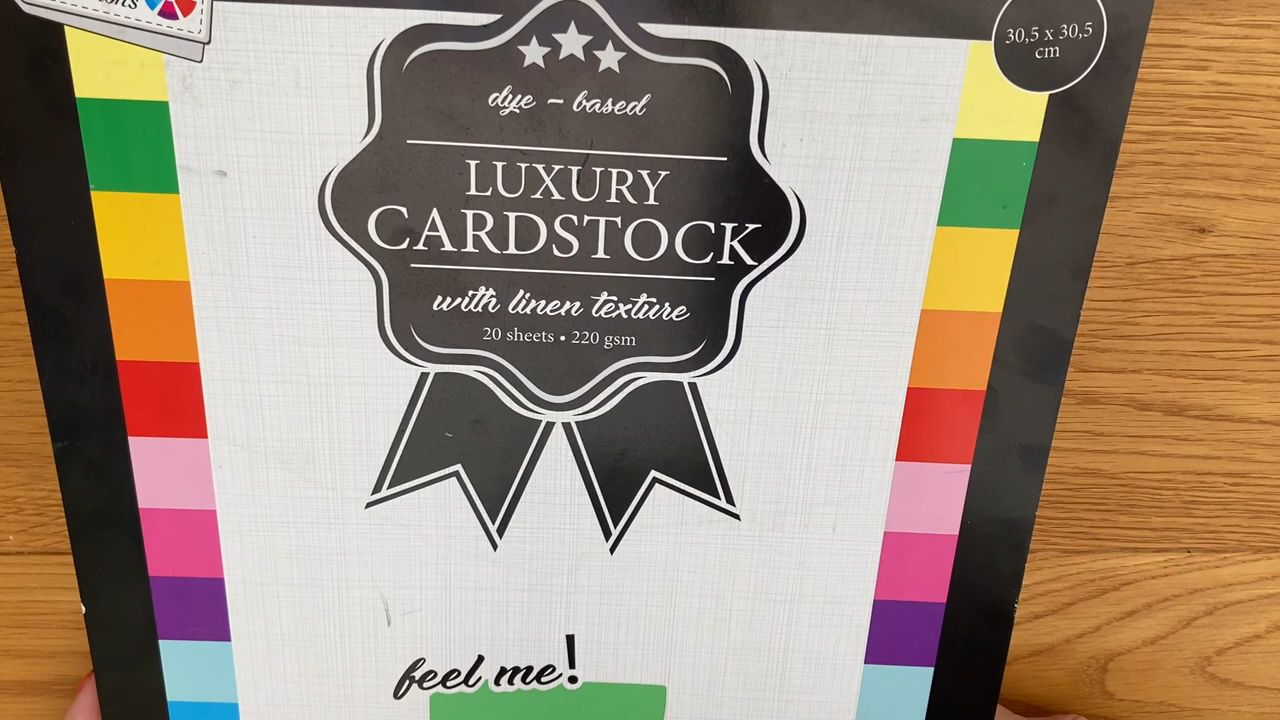 30,5 x 30,5
cm
dye - based
LUXURY
CARDSTOCK
with linen texture
20 sheets • 220 gsm
feel me!